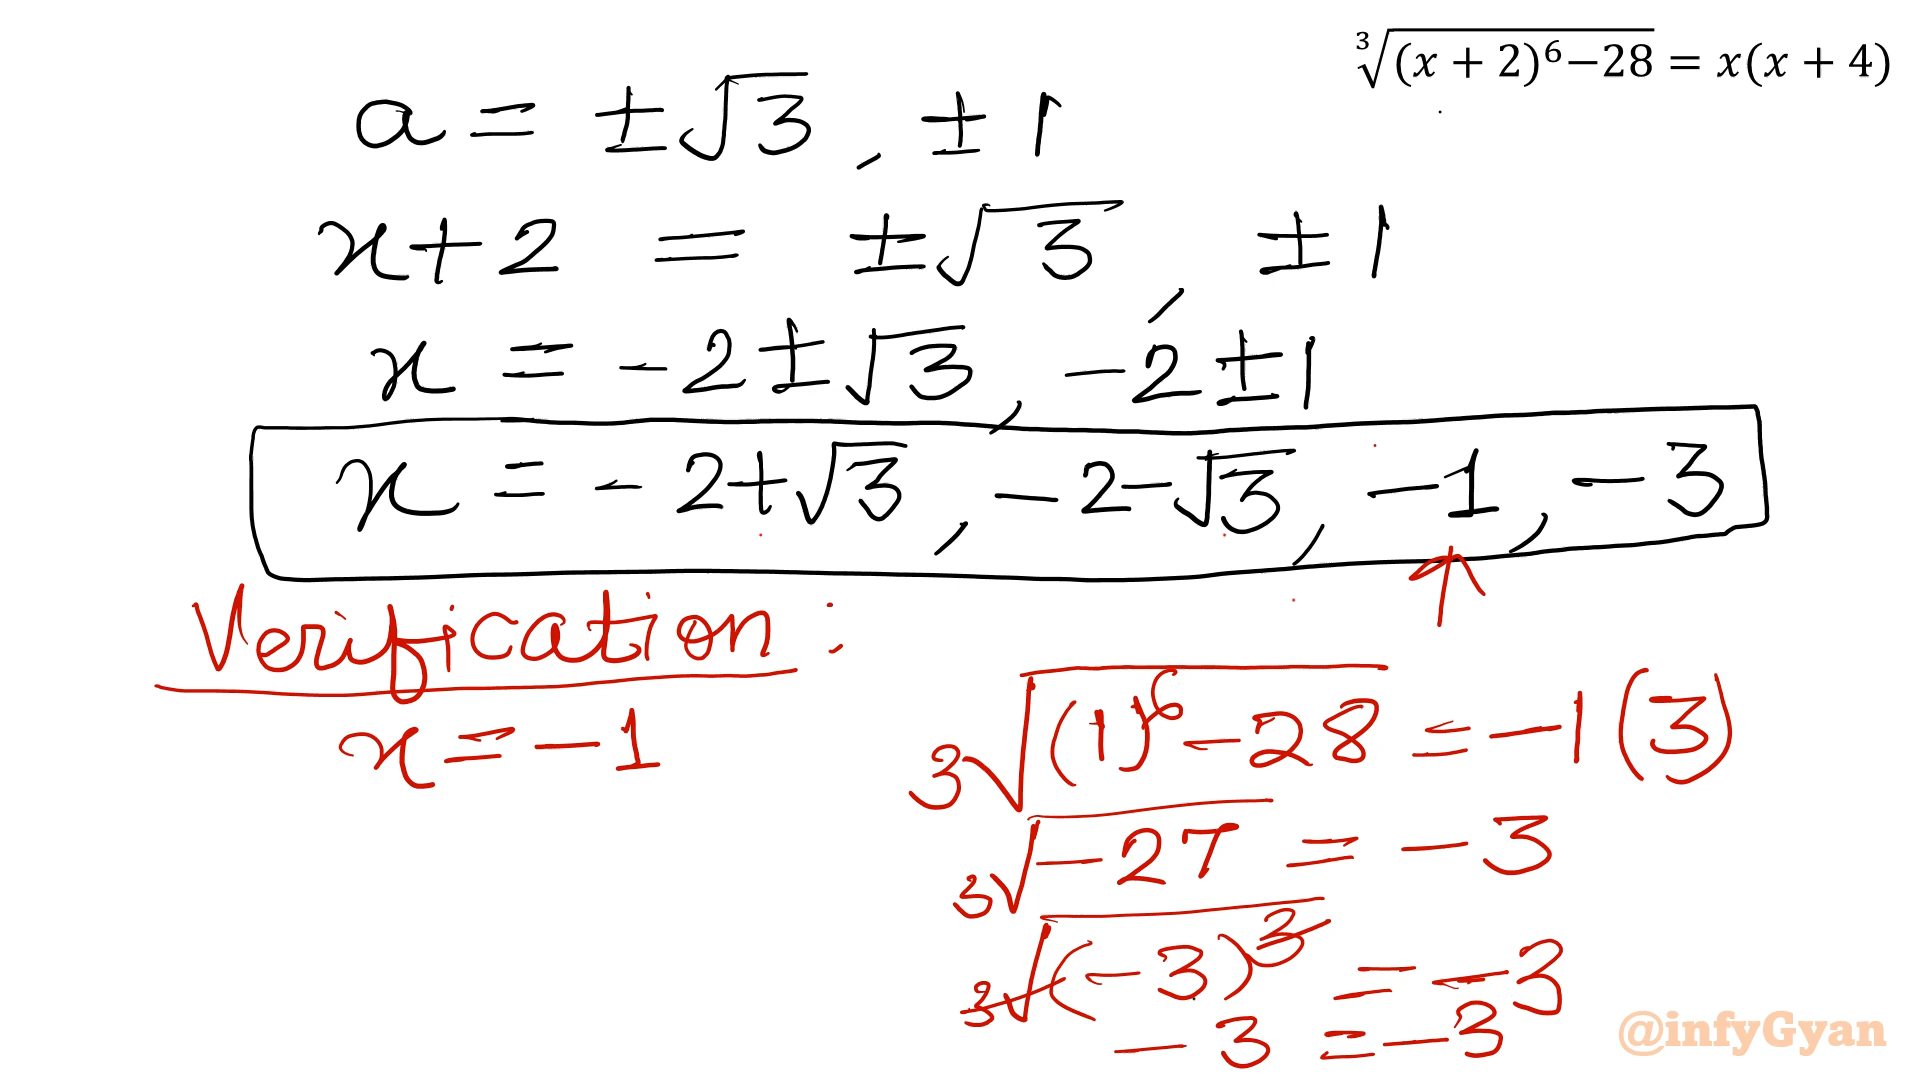 ∛((x + 2)⁶−28) = x(x + 4)
a = ±√3, ±1
x+2 = ±√3, ±1
x = -2±√3, -2±1
x = -2+√3, -2-√3, -1, -3
Verification:
x = -1
∛((1)⁶-28) = -1(3)
∛(-27) = -3
∛((-3)³) = -3
-3 = -3
@infyGyan